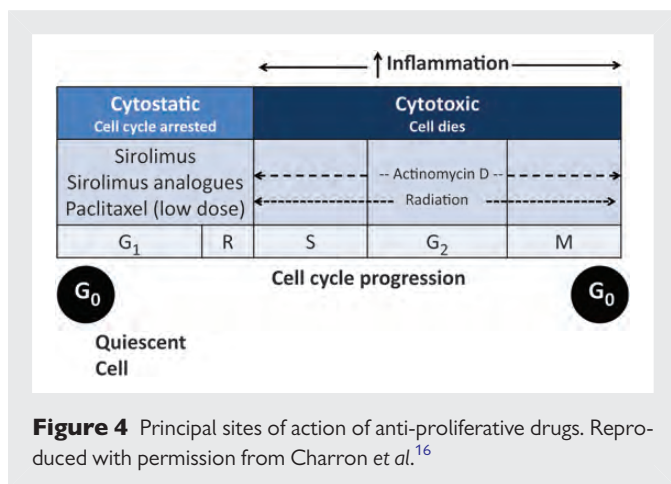 ↑ Inflammation
Cytostatic
Cell cycle arrested
Cytotoxic
Cell dies
Sirolimus
Sirolimus analogues
Paclitaxel (low dose)
-- Actinomycin D --
Radiation
G₁ R S G₂ M
Cell cycle progression
G₀ G₀
Quiescent
Cell
Figure 4 Principal sites of action of anti-proliferative drugs. Repro-
duced with permission from Charron et al.¹⁶